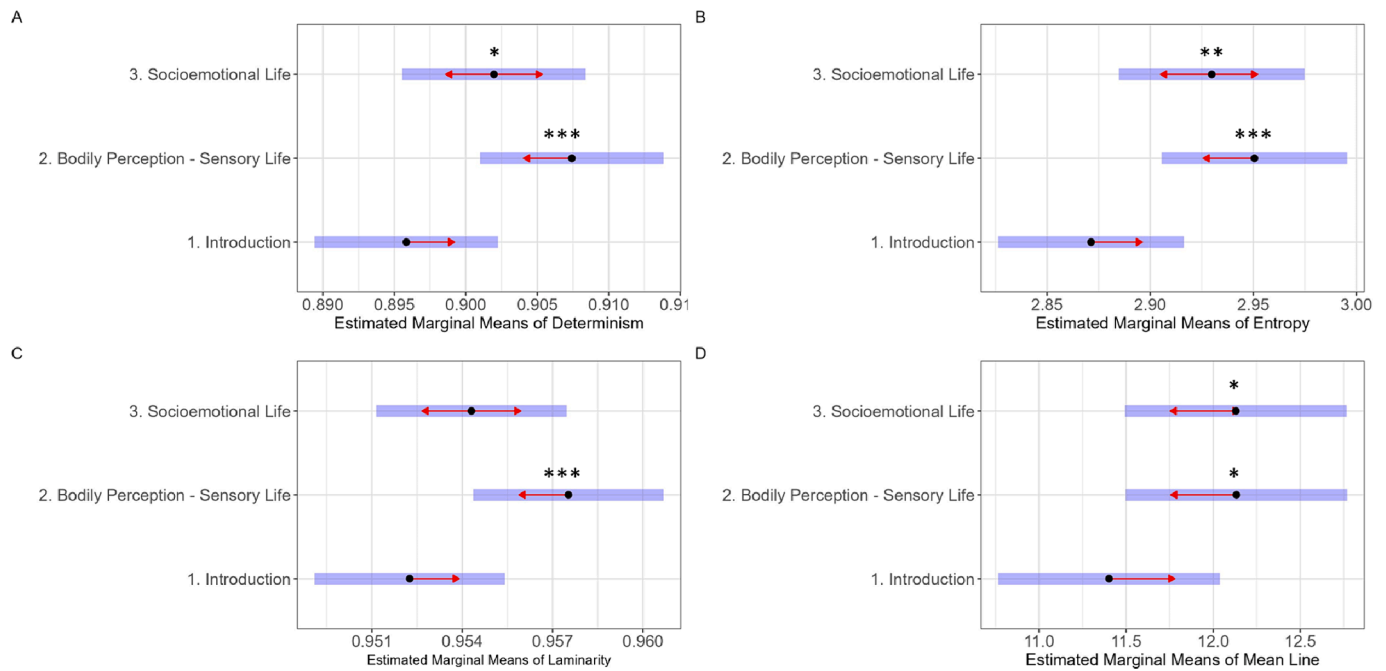 A
*
3. Socioemotional Life
***
2. Bodily Perception - Sensory Life
1. Introduction
0.890 0.895 0.900 0.905 0.910 0.91
Estimated Marginal Means of Determinism
B
**
3. Socioemotional Life
***
2. Bodily Perception - Sensory Life
1. Introduction
2.85 2.90 2.95 3.00
Estimated Marginal Means of Entropy
C
3. Socioemotional Life
***
2. Bodily Perception - Sensory Life
1. Introduction
0.951 0.954 0.957 0.960
Estimated Marginal Means of Laminarity
D
*
3. Socioemotional Life
*
2. Bodily Perception - Sensory Life
1. Introduction
11.0 11.5 12.0 12.5
Estimated Marginal Means of Mean Line